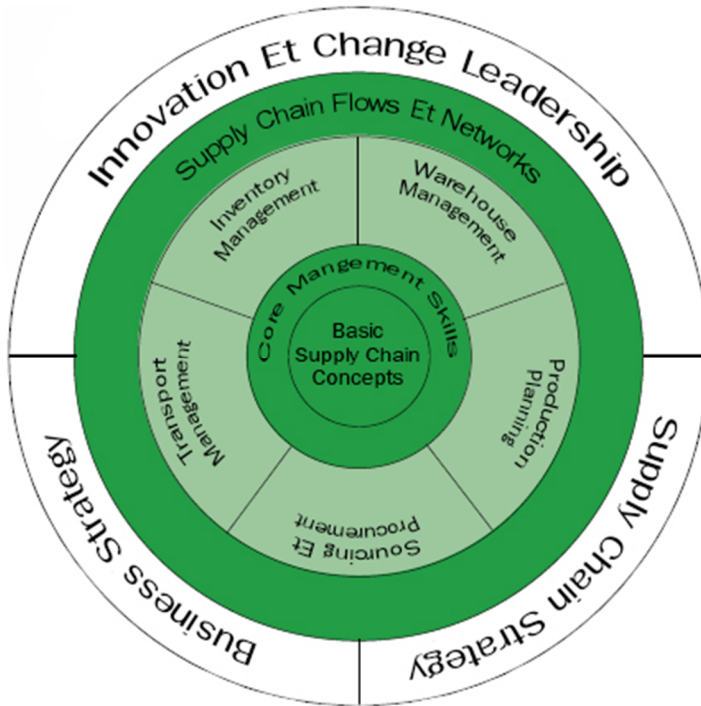 Innovation Et Change Leadership
Supply Chain Flows Et Networks
Inventory
Management
Warehouse
Management
Core Mangement Skills
Basic
Supply Chain
Concepts
Transport
Management
Production
Planning
Sourcing Et
Procurement
Business Strategy
Supply Chain Strategy